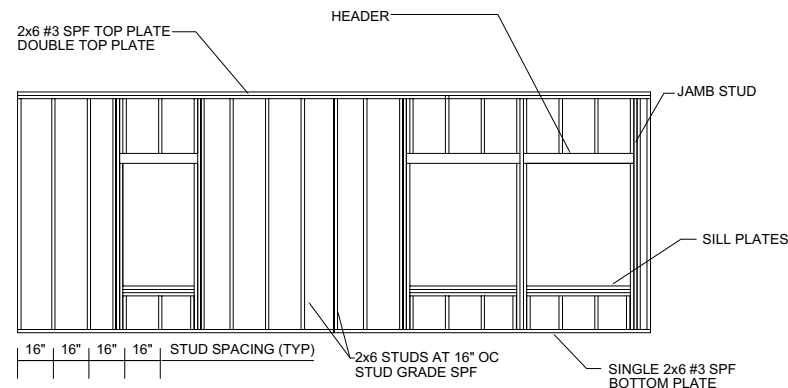 HEADER
2x6 #3 SPF TOP PLATE
DOUBLE TOP PLATE
JAMB STUD
SILL PLATES
16" 16" 16" 16" STUD SPACING (TYP)
2x6 STUDS AT 16" OC
STUD GRADE SPF
SINGLE 2x6 #3 SPF
BOTTOM PLATE